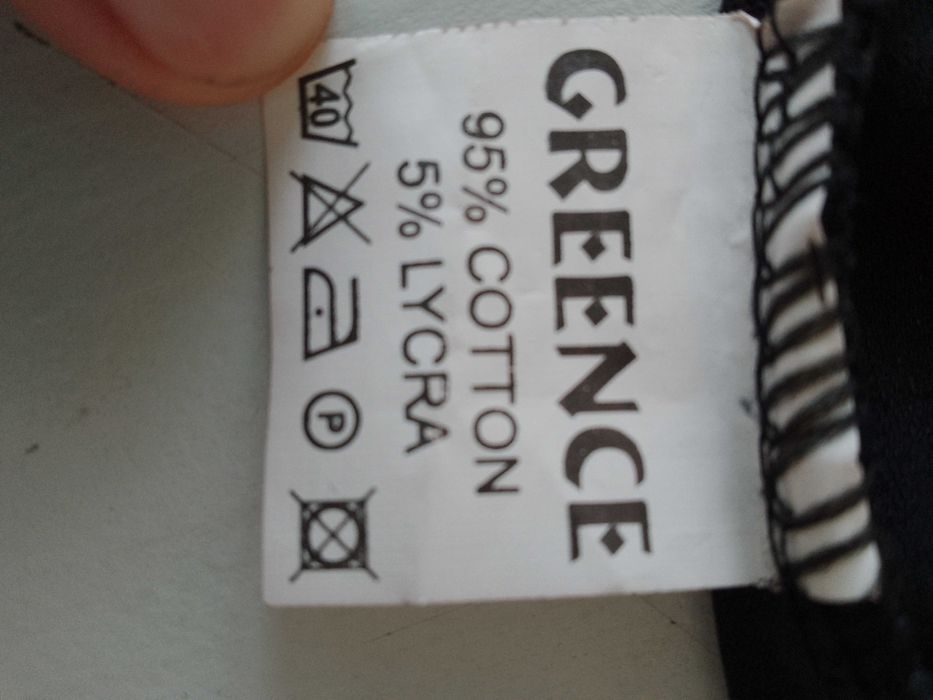 GREENCE
95% COTTON
5% LYCRA
40 P